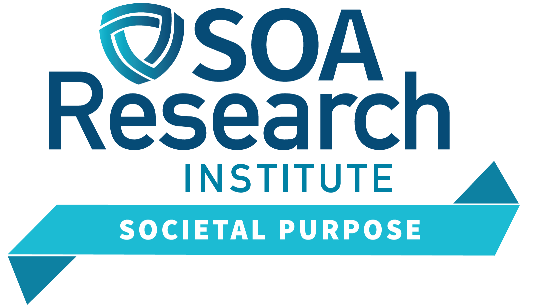 SOA
Research
INSTITUTE
SOCIETAL PURPOSE